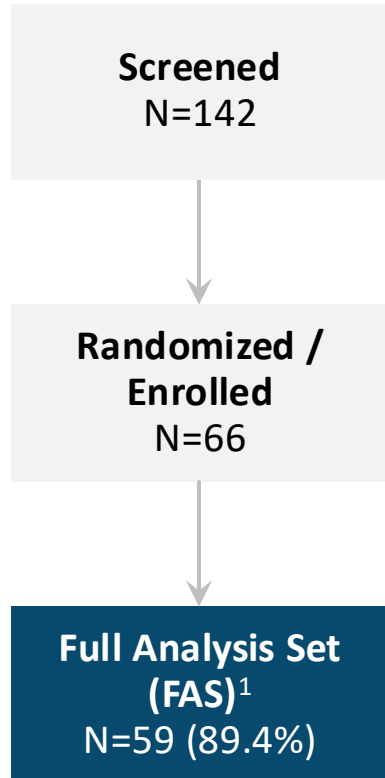 Screened
N=142
Randomized /
Enrolled
N=66
Full Analysis Set
(FAS)¹
N=59 (89.4%)